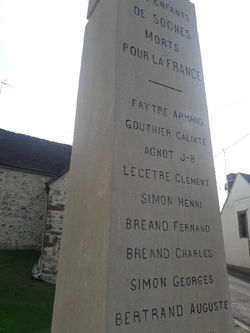 ENFANTS
DE SOGNES
MORTS
POUR LA FRANCE
FAYTRE ARMAND
GOUTHIER CALIXTE
AGNOT J-B
LECETRE CLEMENT
SIMON HENRI
BREAND FERNAND
BREAND CHARLES
SIMON GEORGES
BERTRAND AUGUSTE